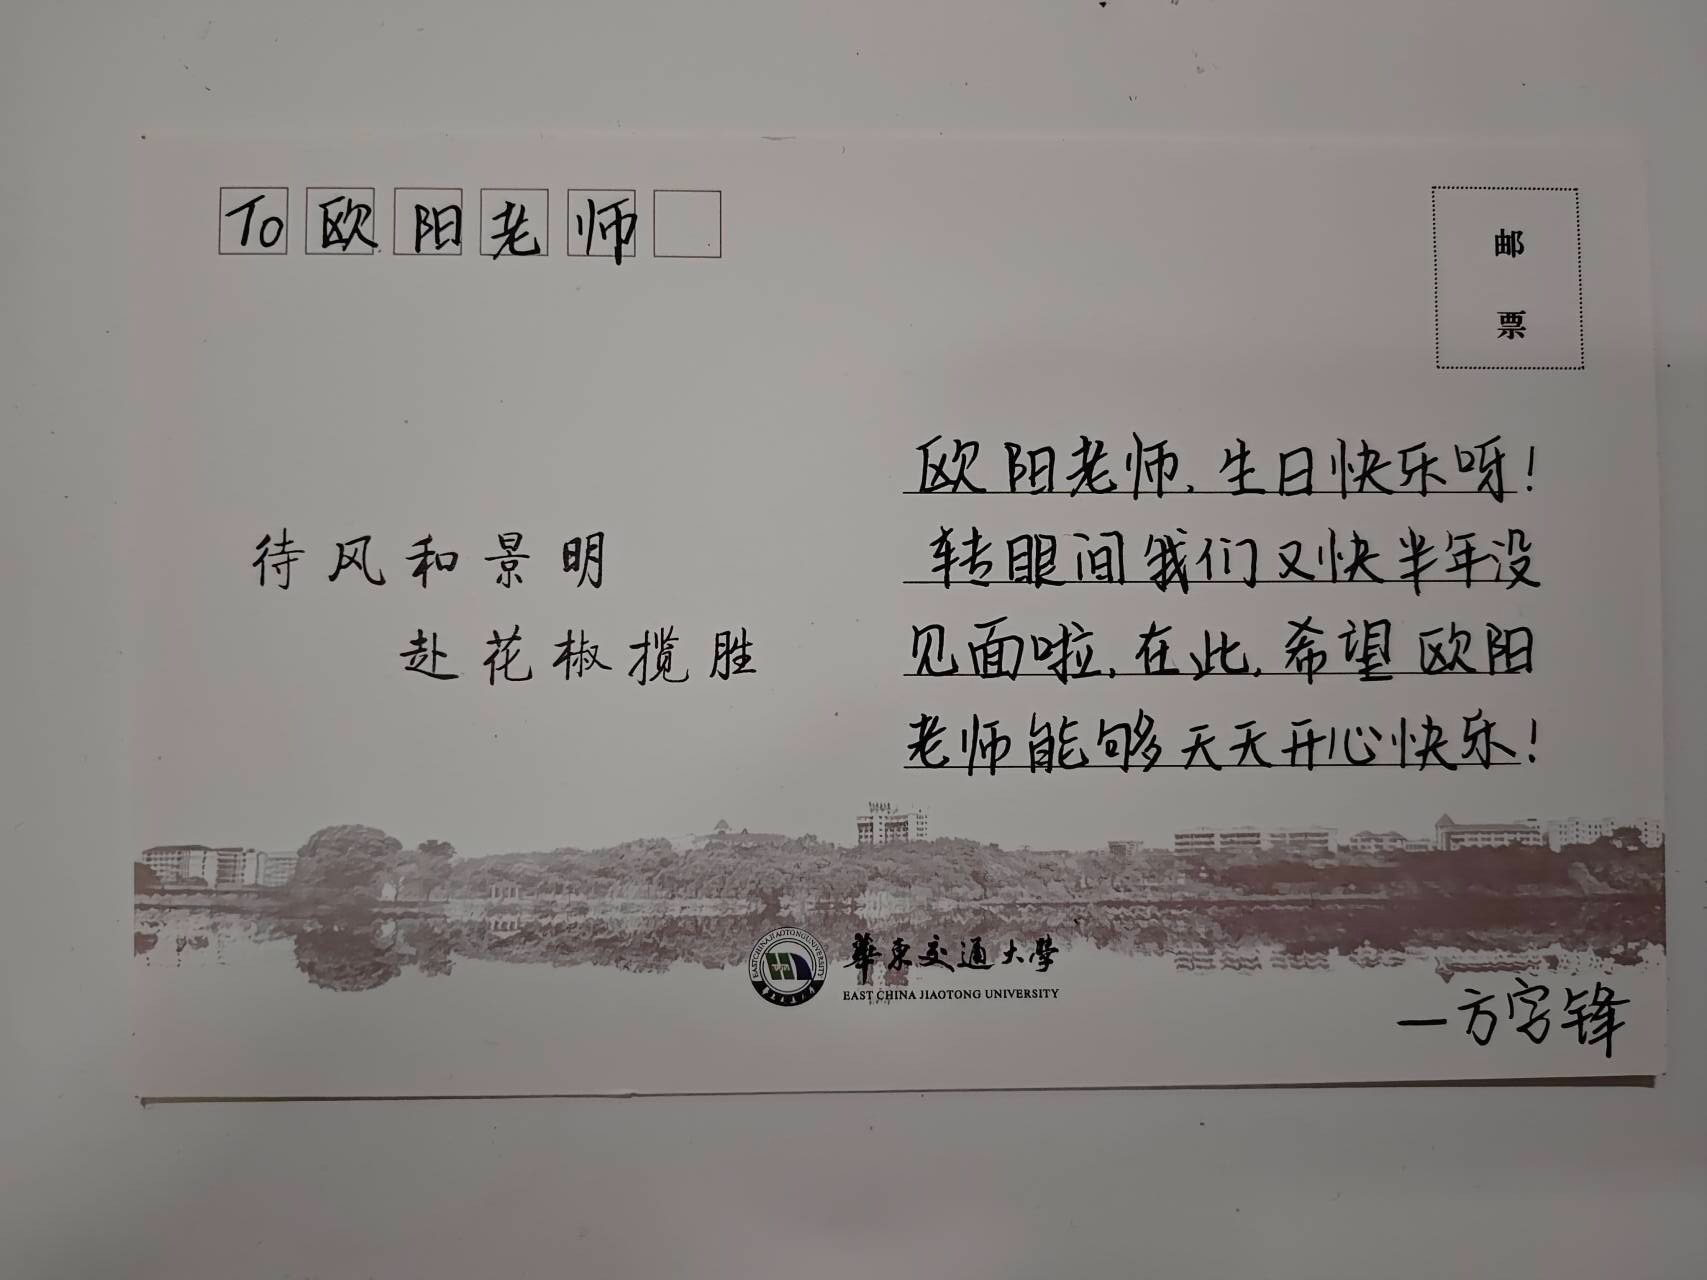 To欧阳老师
邮
票
欧阳老师,生日快乐呀!
转眼间我们又快半年没
见面啦,在此,希望欧阳
老师能够天天开心快乐!
待风和景明
赴花椒揽胜
華東交通大學
EAST CHINA JIAOTONG UNIVERSITY
—方字锋